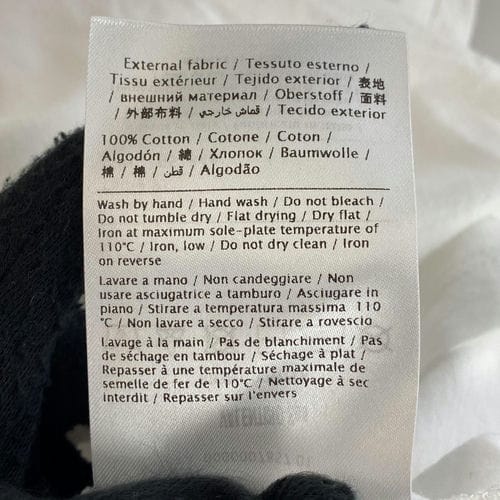 External fabric / Tessuto esterno /
Tissu extérieur / Tejido exterior / 表地
/ внешний материал / Oberstoff / 面料
/ 外部布料 / قماش خارجي / Tecido exterior
100% Cotton / Cotone / Coton /
Algodón / 綿 / Хлопок / Baumwolle /
棉 / 棉 / قطن / Algodão
Wash by hand / Hand wash / Do not bleach /
Do not tumble dry / Flat drying / Dry flat /
Iron at maximum sole-plate temperature of
110°C / Iron, low / Do not dry clean / Iron
on reverse
Lavare a mano / Non candeggiare / Non
usare asciugatrice a tamburo / Asciugare in
piano / Stirare a temperatura massima 110
°C / Non lavare a secco / Stirare a rovescio
Lavage à la main / Pas de blanchiment / Pas
de séchage en tambour / Séchage à plat /
Repasser à une température maximale de
semelle de fer de 110°C / Nettoyage à sec
interdit / Repasser sur l'envers